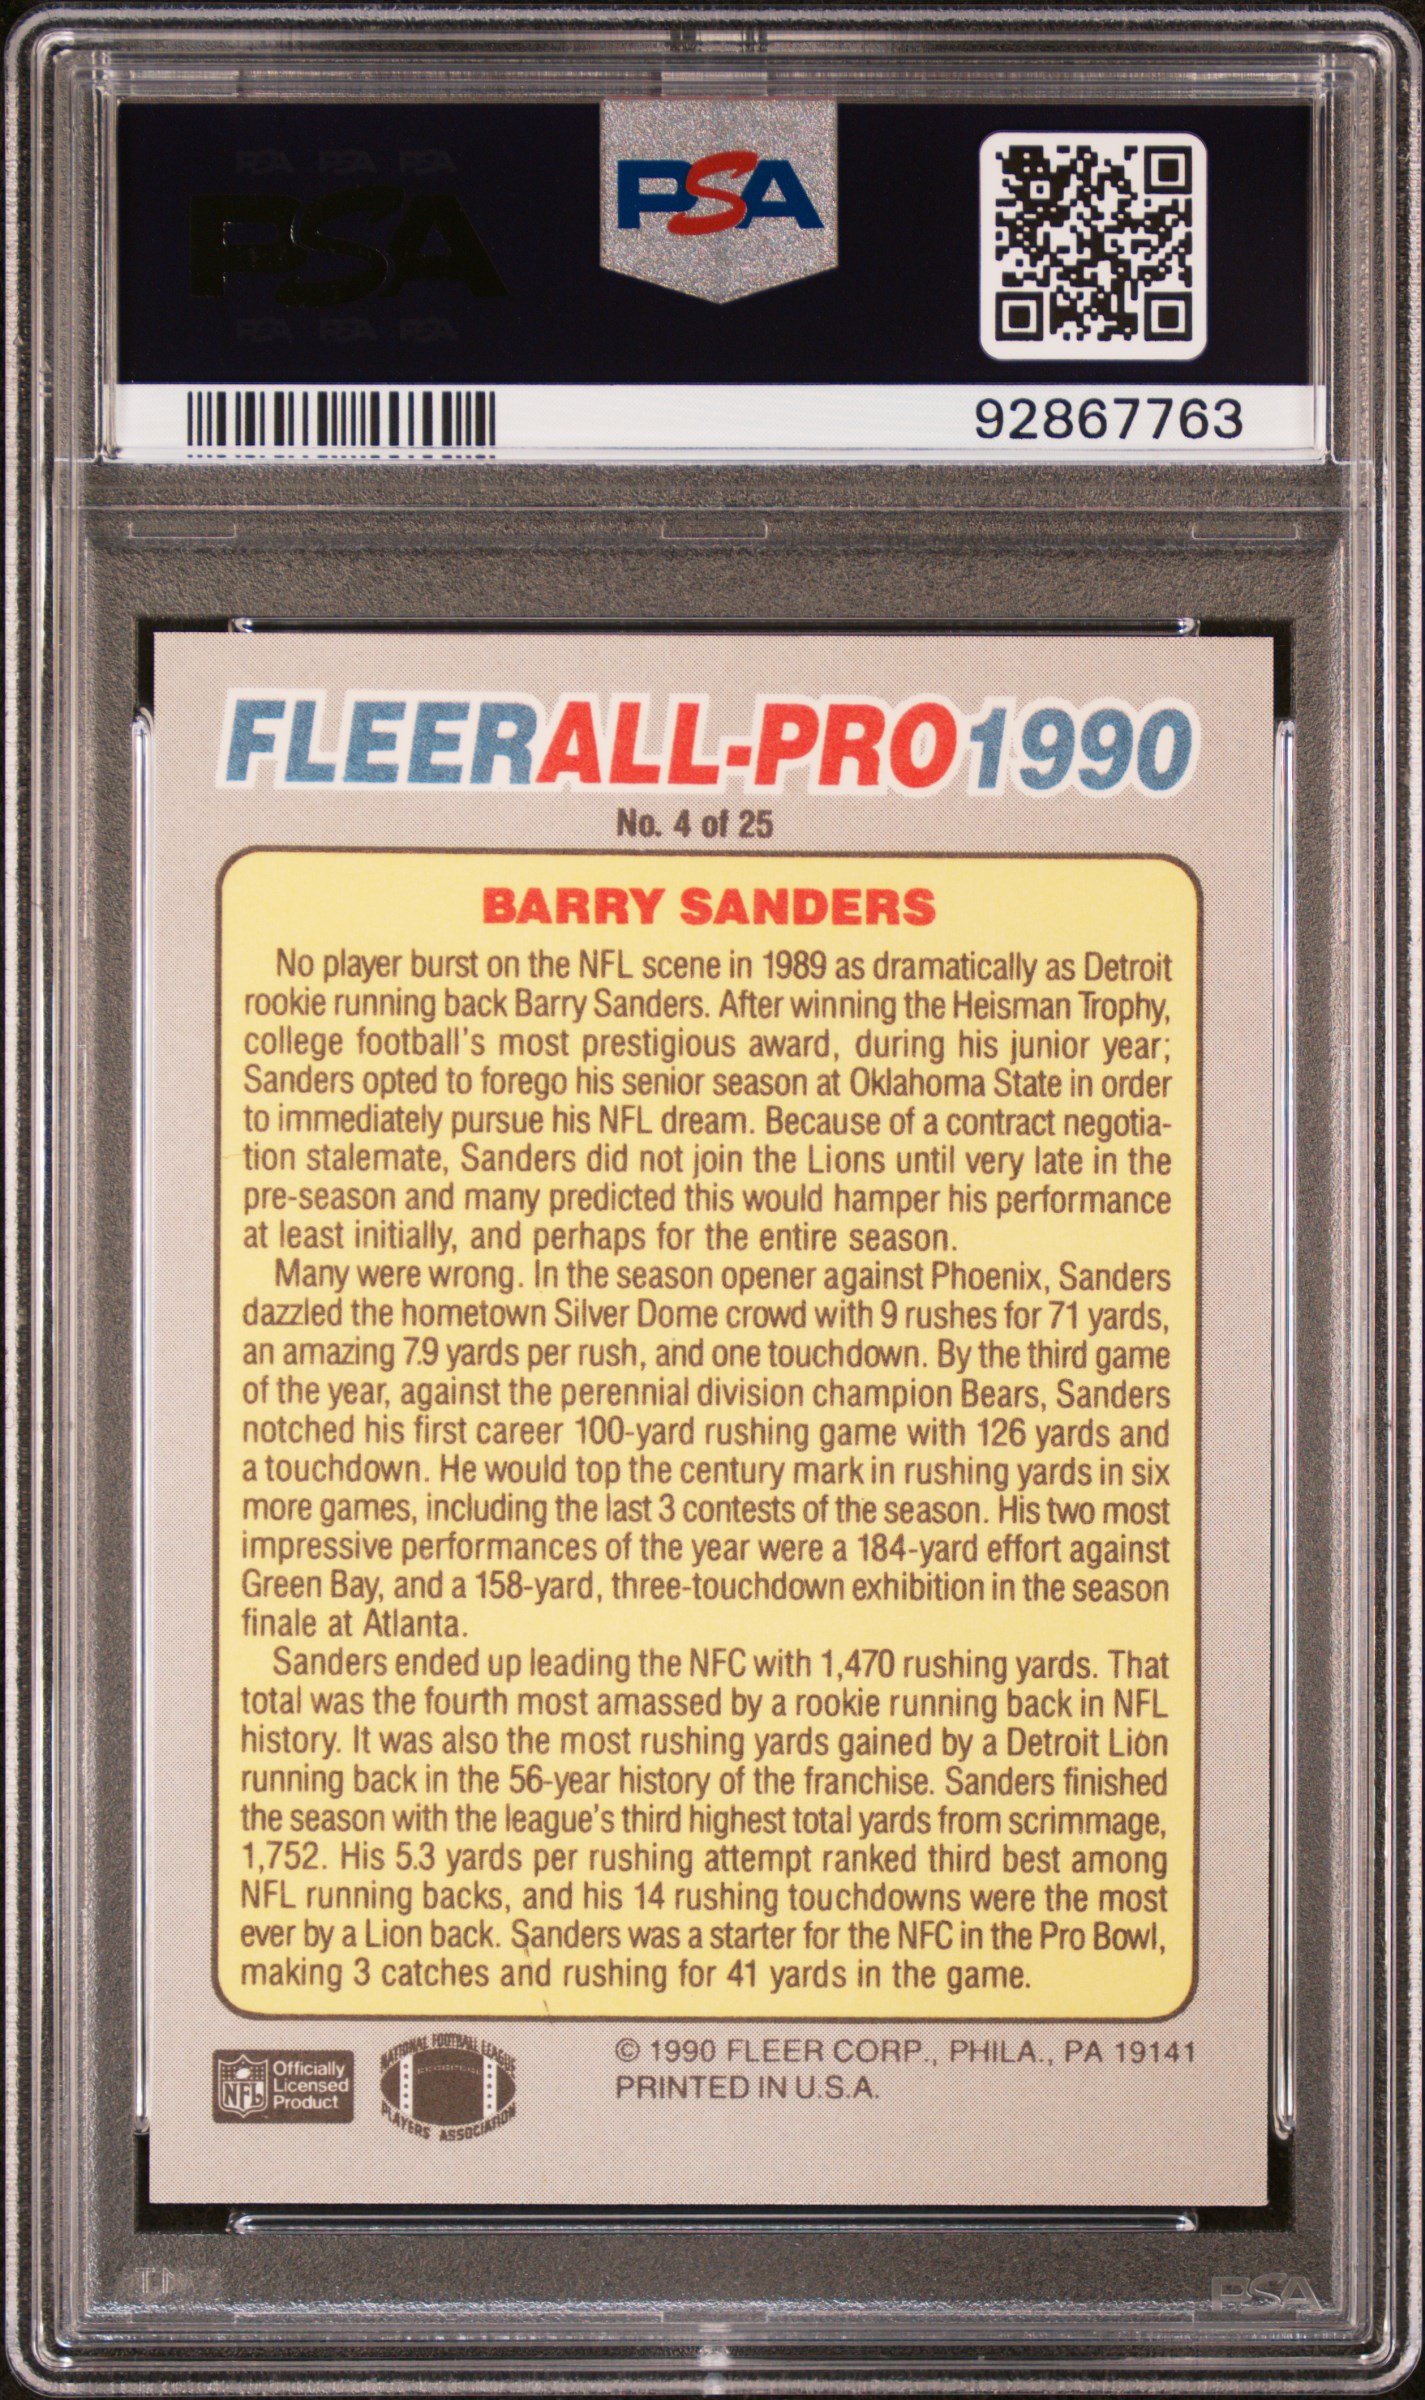 PSA PSA PSA
PSA
PSA PSA PSA
PSA
92867763
FLEER ALL-PRO 1990
No. 4 of 25
BARRY SANDERS
No player burst on the NFL scene in 1989 as dramatically as Detroit
rookie running back Barry Sanders. After winning the Heisman Trophy,
college football's most prestigious award, during his junior year;
Sanders opted to forego his senior season at Oklahoma State in order
to immediately pursue his NFL dream. Because of a contract negotia-
tion stalemate, Sanders did not join the Lions until very late in the
pre-season and many predicted this would hamper his performance
at least initially, and perhaps for the entire season.
Many were wrong. In the season opener against Phoenix, Sanders
dazzled the hometown Silver Dome crowd with 9 rushes for 71 yards,
an amazing 7.9 yards per rush, and one touchdown. By the third game
of the year, against the perennial division champion Bears, Sanders
notched his first career 100-yard rushing game with 126 yards and
a touchdown. He would top the century mark in rushing yards in six
more games, including the last 3 contests of the season. His two most
impressive performances of the year were a 184-yard effort against
Green Bay, and a 158-yard, three-touchdown exhibition in the season
finale at Atlanta.
Sanders ended up leading the NFC with 1,470 rushing yards. That
total was the fourth most amassed by a rookie running back in NFL
history. It was also the most rushing yards gained by a Detroit Lion
running back in the 56-year history of the franchise. Sanders finished
the season with the league's third highest total yards from scrimmage,
1,752. His 5.3 yards per rushing attempt ranked third best among
NFL running backs, and his 14 rushing touchdowns were the most
ever by a Lion back. Sanders was a starter for the NFC in the Pro Bowl,
making 3 catches and rushing for 41 yards in the game.
NFL
Officially
Licensed
Product
NATIONAL FOOTBALL LEAGUE
PLAYERS ASSOCIATION
© 1990 FLEER CORP., PHILA., PA 19141
PRINTED IN U.S.A.
PSA